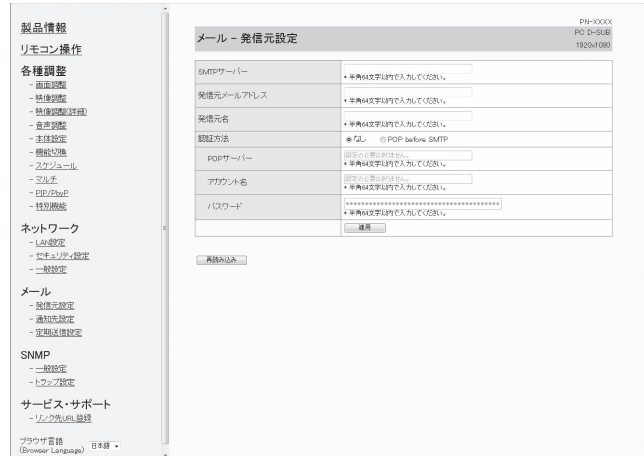 製品情報
リモコン操作
各種調整
- 画面調整
- 映像調整
- 映像調整(詳細)
- 音声調整
- 本体設定
- 機能切換
- スケジュール
- マルチ
- PIP/PbyP
- 特別機能
ネットワーク
- LAN設定
- セキュリティ設定
- 一般設定
メール
- 発信元設定
- 通知先設定
- 定期送信設定
SNMP
- 一般設定
- トラップ設定
サービス・サポート
- リンク先URL登録
ブラウザ言語
(Browser Language) 日本語
PN-XXXX
メール - 発信元設定
PC D-SUB
1920x1080
SMTPサーバー
* 半角64文字以内で入力してください。
発信元メールアドレス
* 半角64文字以内で入力してください。
発信元名
* 半角64文字以内で入力してください。
認証方法 なし POP before SMTP
POPサーバー 設定の必要はありません。
* 半角64文字以内で入力してください。
アカウント名 設定の必要はありません。
* 半角64文字以内で入力してください。
パスワード
* 半角64文字以内で入力してください。
適用
再読み込み